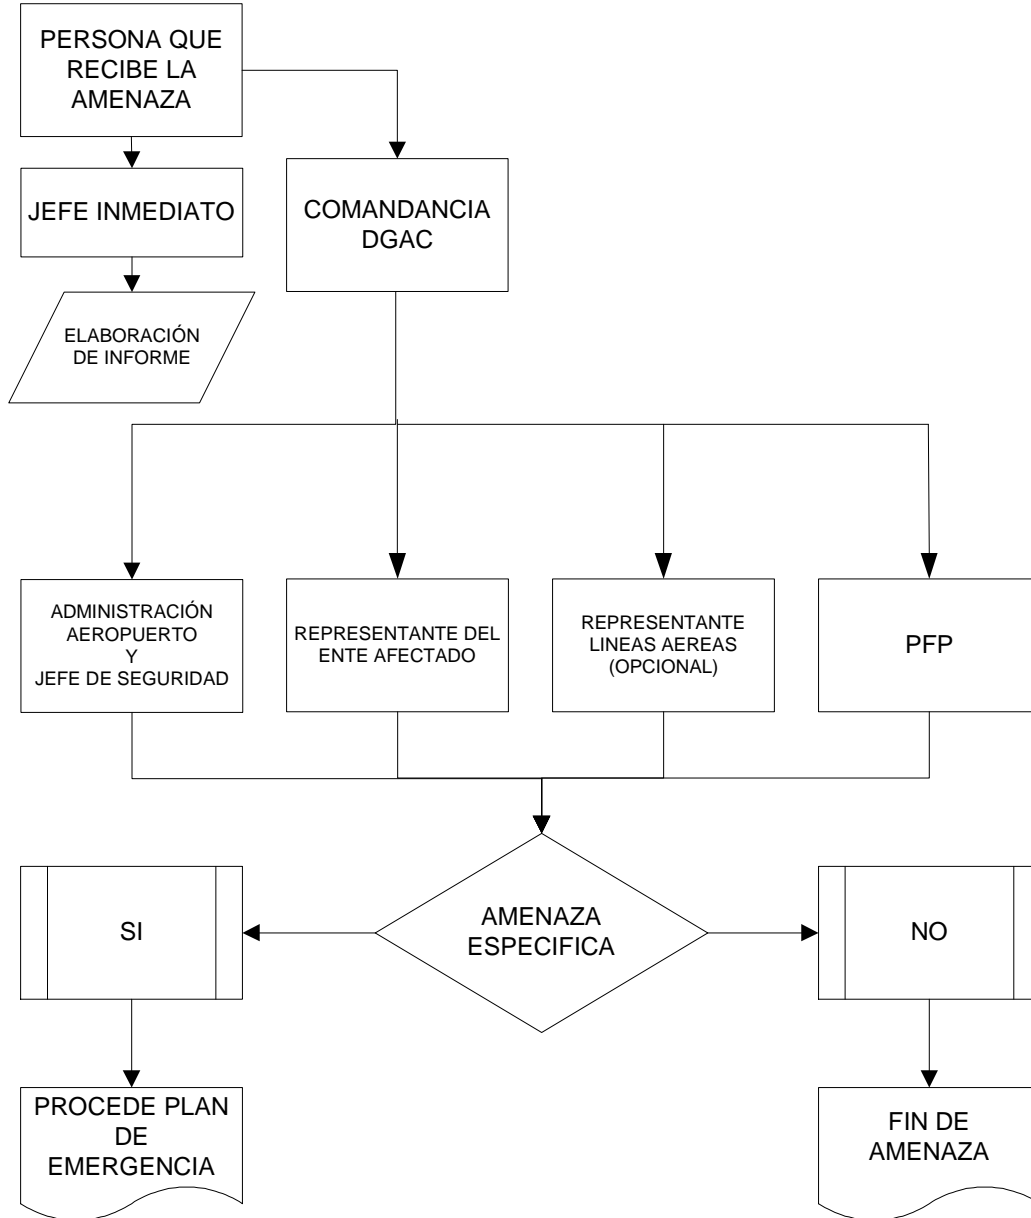 PERSONA QUE
RECIBE LA
AMENAZA
JEFE INMEDIATO
COMANDANCIA
DGAC
ELABORACIÓN
DE INFORME
ADMINISTRACIÓN
AEROPUERTO
Y
JEFE DE SEGURIDAD
REPRESENTANTE DEL
ENTE AFECTADO
REPRESENTANTE
LINEAS AEREAS
(OPCIONAL)
PFP
SI
AMENAZA
ESPECIFICA
NO
PROCEDE PLAN
DE
EMERGENCIA
FIN DE
AMENAZA